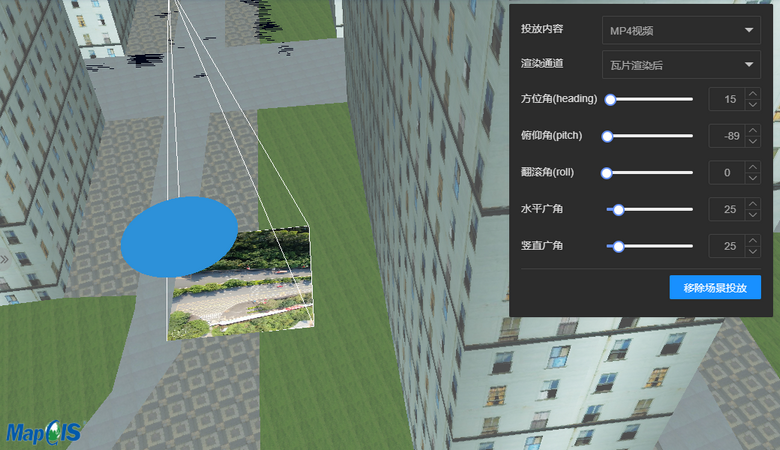 投放内容 MP4视频
渲染通道 瓦片渲染后
方位角(heading) 15
俯仰角(pitch) -89
翻滚角(roll) 0
水平广角 25
竖直广角 25
移除场景投放
MapGIS